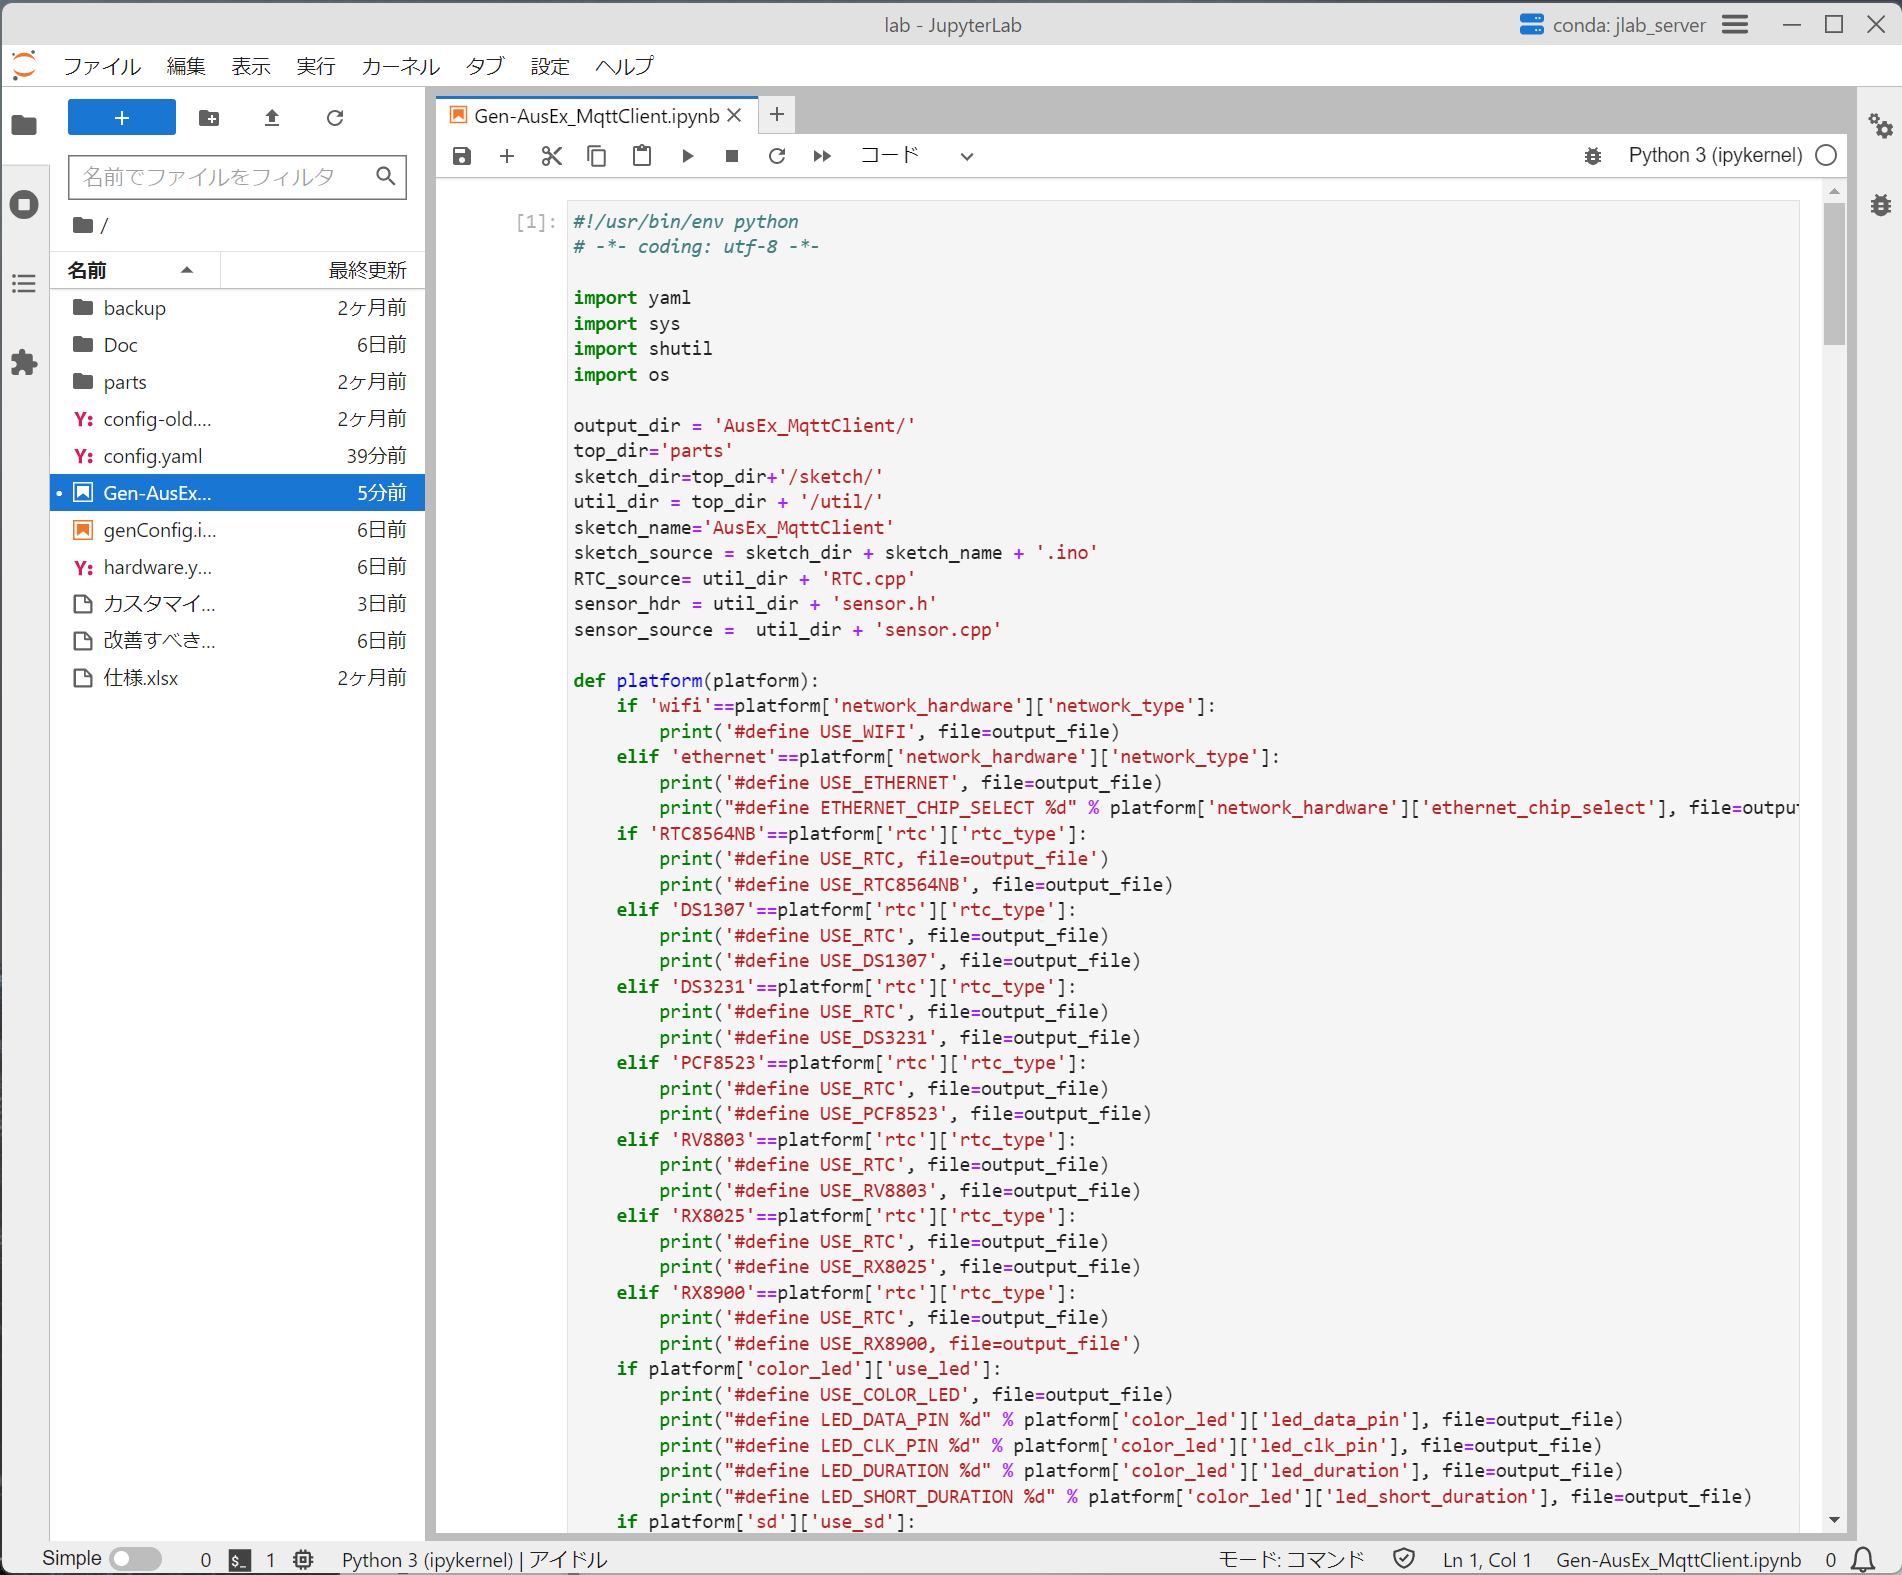 lab - JupyterLab
conda: jlab_server
ファイル 編集 表示 実行 カーネル タブ 設定 ヘルプ
+
名前でファイルをフィルタ
/
名前 最終更新
backup 2ヶ月前
Doc 6日前
parts 2ヶ月前
Y: config-old.... 2ヶ月前
Y: config.yaml 39分前
Gen-AusEx... 5分前
genConfig.i... 6日前
Y: hardware.y... 6日前
カスタマイ... 3日前
改善すべき... 6日前
仕様.xlsx 2ヶ月前
Gen-AusEx_MqttClient.ipynb
コード
Python 3 (ipykernel)
[1]:
#!/usr/bin/env python
# -*- coding: utf-8 -*-
import yaml
import sys
import shutil
import os
output_dir = 'AusEx_MqttClient/'
top_dir='parts'
sketch_dir=top_dir+'/sketch/'
util_dir = top_dir + '/util/'
sketch_name='AusEx_MqttClient'
sketch_source = sketch_dir + sketch_name + '.ino'
RTC_source= util_dir + 'RTC.cpp'
sensor_hdr = util_dir + 'sensor.h'
sensor_source =  util_dir + 'sensor.cpp'
def platform(platform):
    if 'wifi'==platform['network_hardware']['network_type']:
        print('#define USE_WIFI', file=output_file)
    elif 'ethernet'==platform['network_hardware']['network_type']:
        print('#define USE_ETHERNET', file=output_file)
        print("#define ETHERNET_CHIP_SELECT %d" % platform['network_hardware']['ethernet_chip_select'], file=output
    if 'RTC8564NB'==platform['rtc']['rtc_type']:
        print('#define USE_RTC, file=output_file')
        print('#define USE_RTC8564NB', file=output_file)
    elif 'DS1307'==platform['rtc']['rtc_type']:
        print('#define USE_RTC', file=output_file)
        print('#define USE_DS1307', file=output_file)
    elif 'DS3231'==platform['rtc']['rtc_type']:
        print('#define USE_RTC', file=output_file)
        print('#define USE_DS3231', file=output_file)
    elif 'PCF8523'==platform['rtc']['rtc_type']:
        print('#define USE_RTC', file=output_file)
        print('#define USE_PCF8523', file=output_file)
    elif 'RV8803'==platform['rtc']['rtc_type']:
        print('#define USE_RTC', file=output_file)
        print('#define USE_RV8803', file=output_file)
    elif 'RX8025'==platform['rtc']['rtc_type']:
        print('#define USE_RTC', file=output_file)
        print('#define USE_RX8025', file=output_file)
    elif 'RX8900'==platform['rtc']['rtc_type']:
        print('#define USE_RTC', file=output_file)
        print('#define USE_RX8900, file=output_file')
    if platform['color_led']['use_led']:
        print('#define USE_COLOR_LED', file=output_file)
        print("#define LED_DATA_PIN %d" % platform['color_led']['led_data_pin'], file=output_file)
        print("#define LED_CLK_PIN %d" % platform['color_led']['led_clk_pin'], file=output_file)
        print("#define LED_DURATION %d" % platform['color_led']['led_duration'], file=output_file)
        print("#define LED_SHORT_DURATION %d" % platform['color_led']['led_short_duration'], file=output_file)
    if platform['sd']['use_sd']:
Simple 0 $_ 1 Python 3 (ipykernel) | アイドル モード: コマンド Ln 1, Col 1 Gen-AusEx_MqttClient.ipynb 0